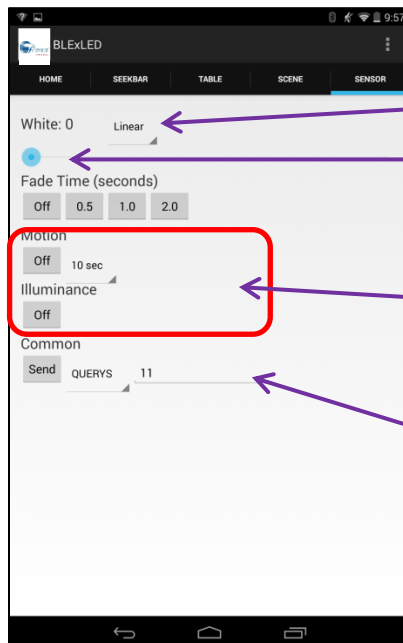 9:57
BLExLED
HOME SEEKBAR TABLE SCENE SENSOR
White: 0 Linear
Fade Time (seconds)
Off 0.5 1.0 2.0
Motion
Off 10 sec
Illuminance
Off
Common
Send QUERYS 11